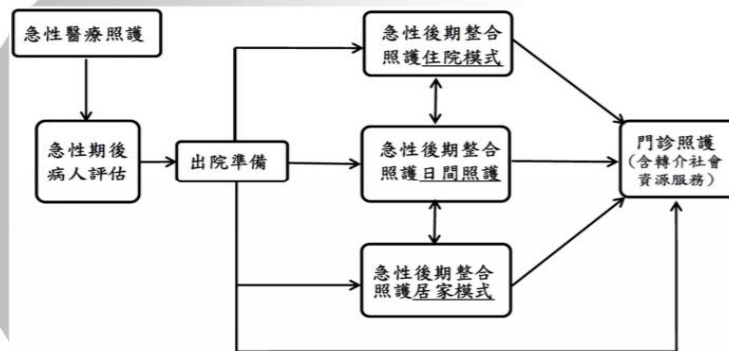 急性醫療照護
急性期後
病人評估
出院準備
急性後期整合
照護住院模式
急性後期整合
照護日間照護
急性後期整合
照護居家模式
門診照護
(含轉介社會
資源服務)